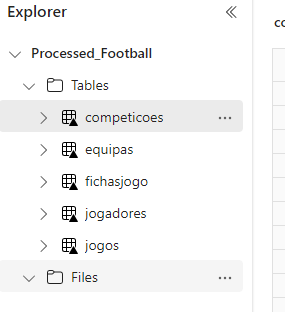 Explorer
Processed_Football
Tables
competicoes
equipas
fichasjogo
jogadores
jogos
Files